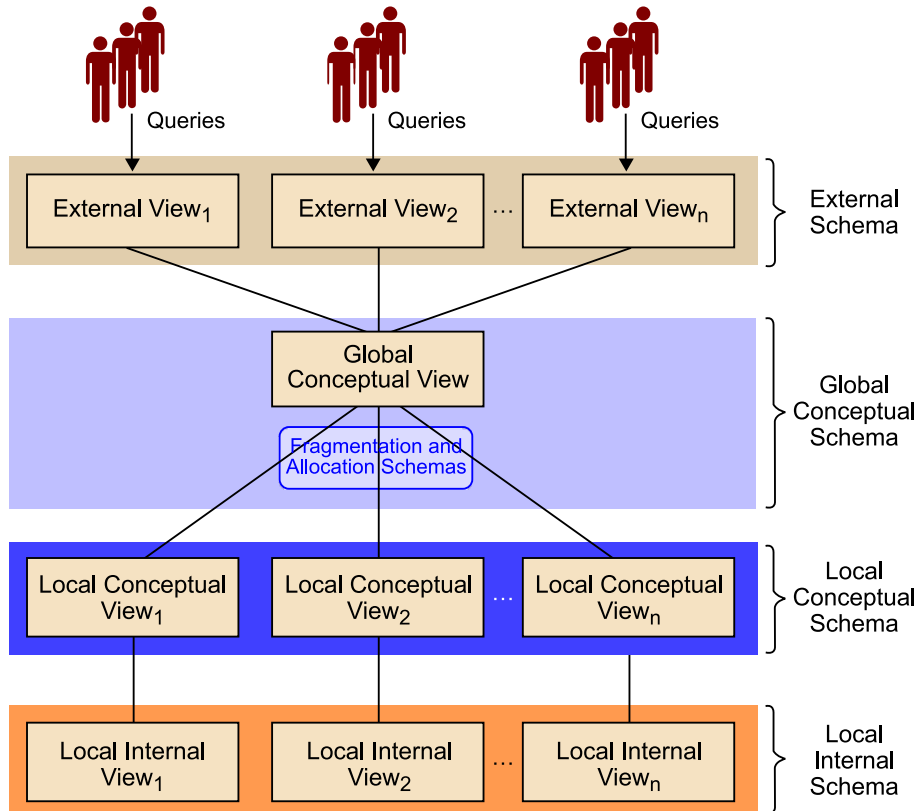 Queries
Queries
Queries
External View₁
External View₂
...
External Viewₙ
External
Schema
Global
Conceptual View
Fragmentation and
Allocation Schemas
Global
Conceptual
Schema
Local Conceptual
View₁
Local Conceptual
View₂
...
Local Conceptual
Viewₙ
Local
Conceptual
Schema
Local Internal
View₁
Local Internal
View₂
...
Local Internal
Viewₙ
Local
Internal
Schema